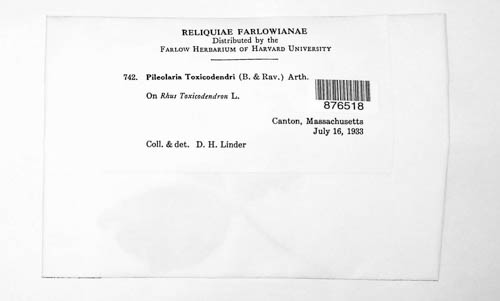 RELIQUIAE FARLOWIANAE
Distributed by the
FARLOW HERBARIUM OF HARVARD UNIVERSITY
742. Pileolaria Toxicodendri (B. & Rav.) Arth.
On Rhus Toxicodendron L.
876518
Canton, Massachusetts
July 16, 1933
Coll. & det. D. H. Linder